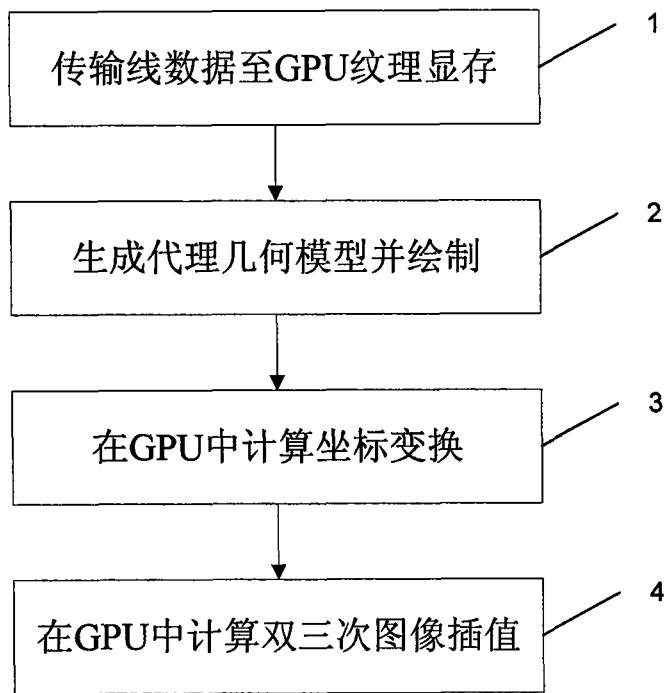 传输线数据至GPU纹理显存
1
生成代理几何模型并绘制
2
在GPU中计算坐标变换
3
在GPU中计算双三次图像插值
4